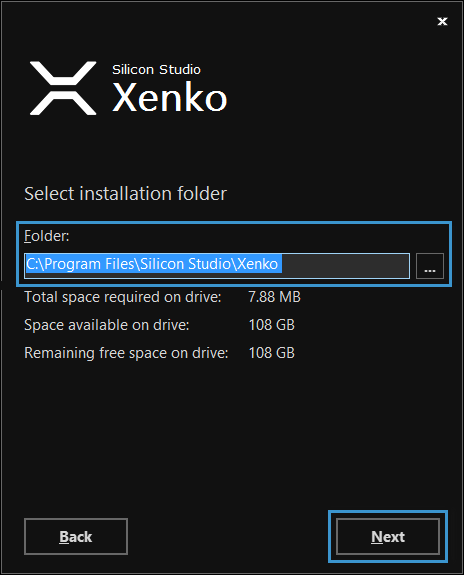 x
Silicon Studio
Xenko
Select installation folder
Folder:
C:\Program Files\Silicon Studio\Xenko
...
Total space required on drive: 7.88 MB
Space available on drive: 108 GB
Remaining free space on drive: 108 GB
Back Next